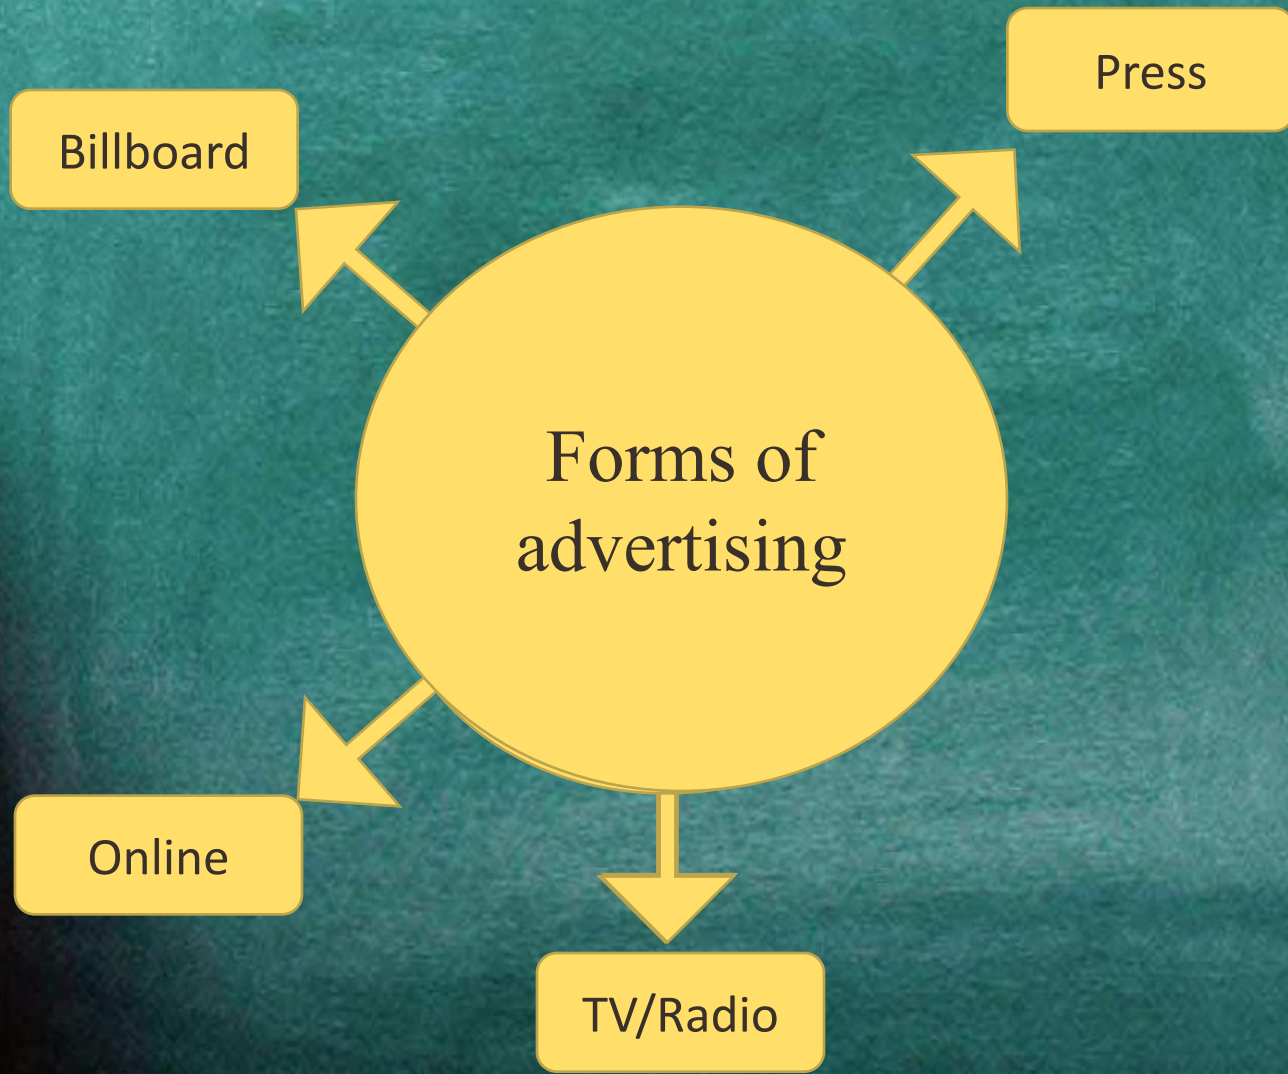 Press
Billboard
Forms of
advertising
Online
TV/Radio